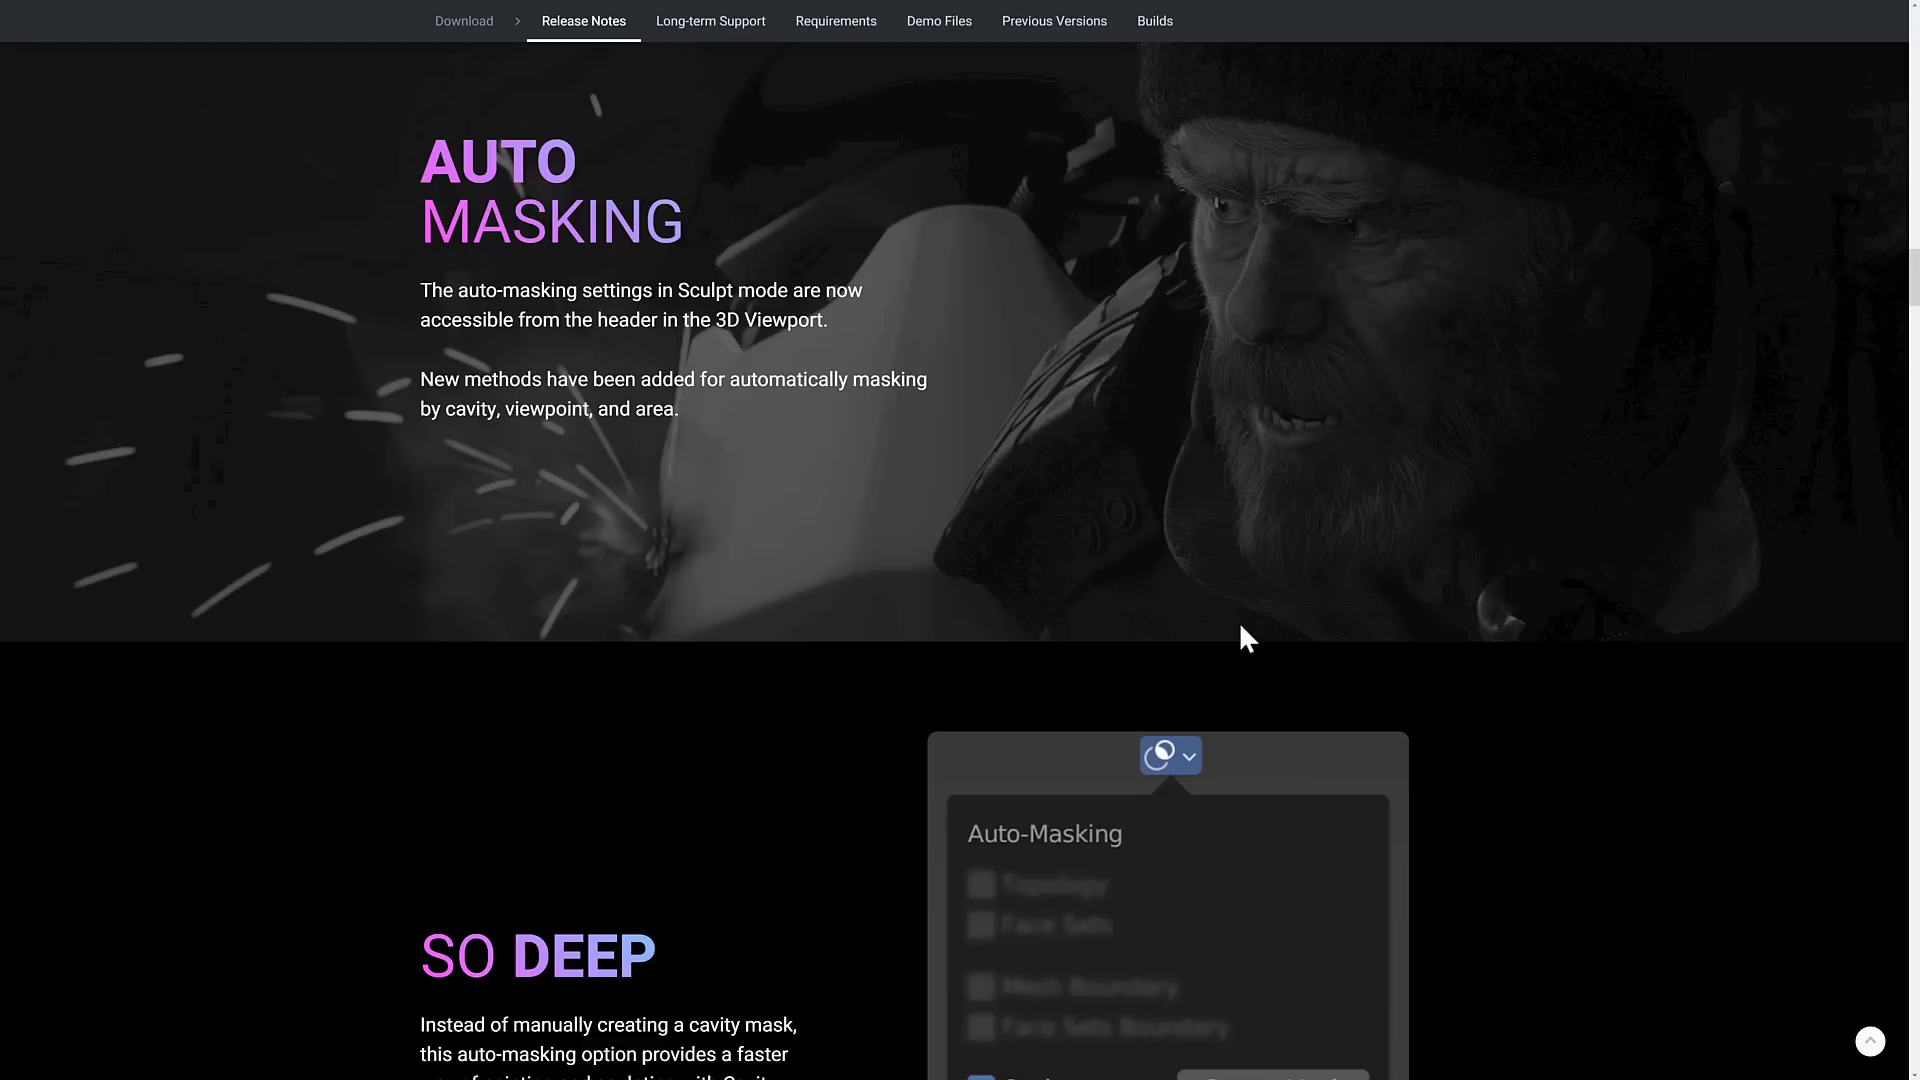 Download
Release Notes
Long-term Support
Requirements
Demo Files
Previous Versions
Builds
AUTO
MASKING
The auto-masking settings in Sculpt mode are now
accessible from the header in the 3D Viewport.
New methods have been added for automatically masking
by cavity, viewpoint, and area.
Auto-Masking
Topology
Face Sets
Mesh Boundary
Face Sets Boundary
SO DEEP
Instead of manually creating a cavity mask,
this auto-masking option provides a faster